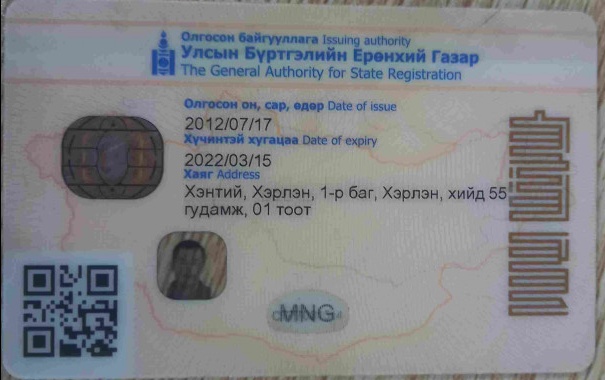 Олгосон байгууллага Issuing authority
Улсын Бүртгэлийн Ерөнхий Газар
The General Authority for State Registration
Олгосон он, сар, өдөр Date of issue
2012/07/17
Хүчинтэй хугацаа Date of expiry
2022/03/15
Хаяг Address
Хэнтий, Хэрлэн, 1-р баг, Хэрлэн, хийд 55
гудамж, 01 тоот
MNG